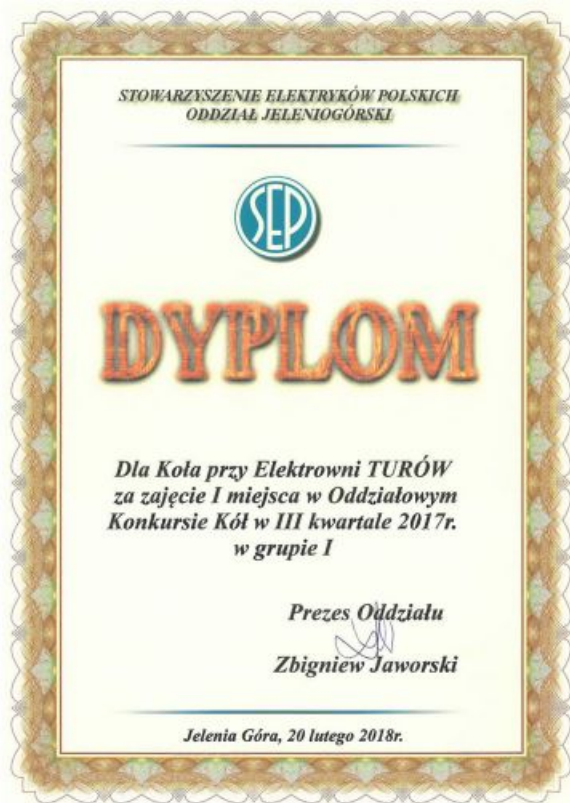 STOWARZYSZENIE ELEKTRYKÓW POLSKICH
ODDZIAŁ JELENIOGÓRSKI
SEP
DYPLOM
Dla Koła przy Elektrowni TURÓW
za zajęcie I miejsca w Oddziałowym
Konkursie Kół w III kwartale 2017r.
w grupie I
Prezes Oddziału
Zbigniew Jaworski
Jelenia Góra, 20 lutego 2018r.